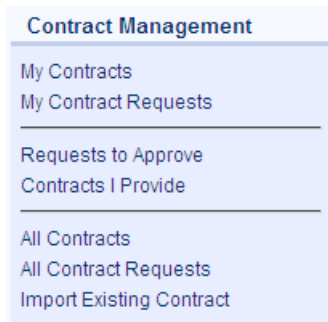 Contract Management
My Contracts
My Contract Requests
Requests to Approve
Contracts I Provide
All Contracts
All Contract Requests
Import Existing Contract